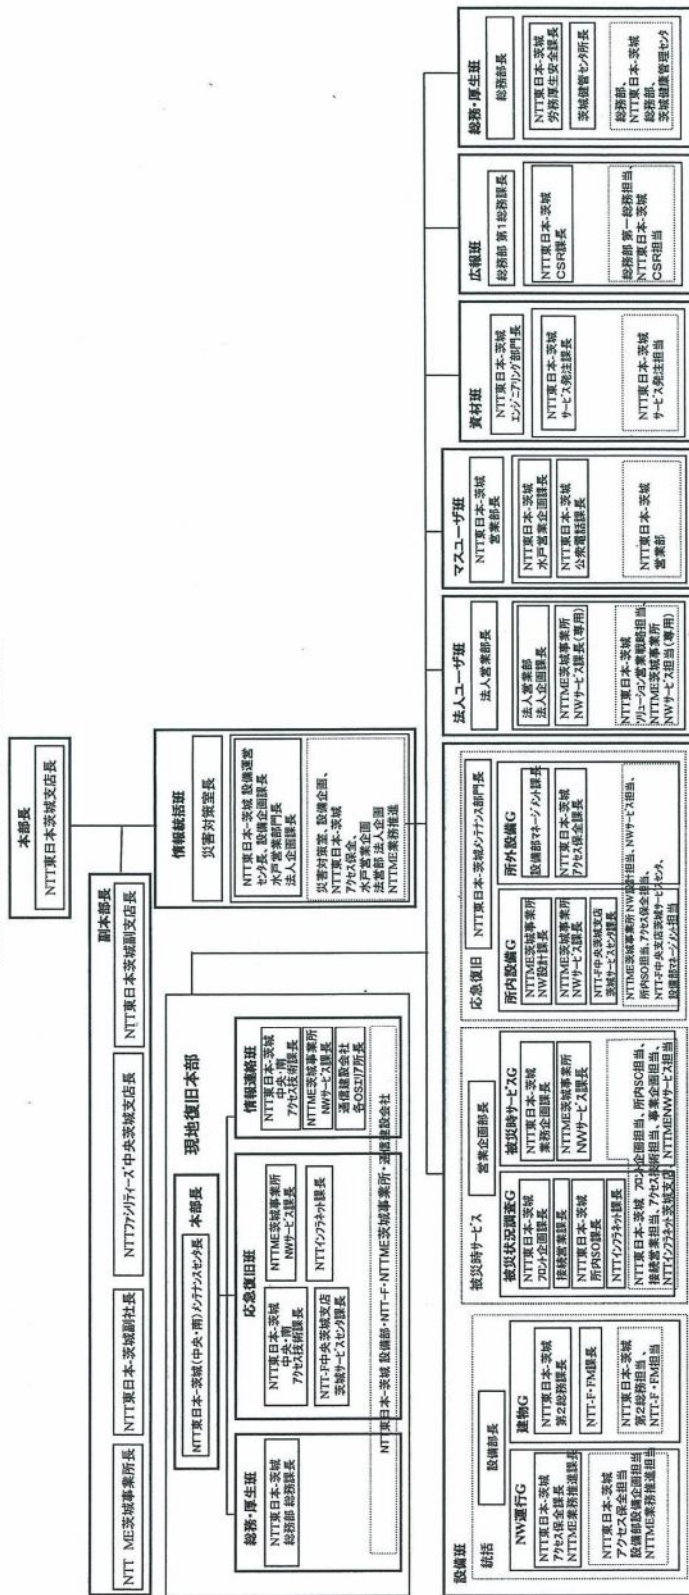 本部長
NTT東日本茨城支店長
副本部長
NTT ME茨城事業所長
NTT東日本-茨城副社長
NTTファシリティーズ中央茨城支店長
NTT東日本茨城副支店長
現地復旧本部
本部長
NTT東日本-茨城(中央・南)メンテナンスセンタ長
総務・厚生班
NTT東日本-茨城
総務部 総務課長
応急復旧班
NTT東日本-茨城
中央・南
アクセス技術課長
NTT-F中央茨城支店
茨城サービスセンタ課長
NTTME茨城事業所
NWサービス課長
NTTインフラネット課長
情報連絡班
NTT東日本-茨城
中央・南
アクセス技術課長
NTTME茨城事業所
NWサービス課長
通信建設会社
各OSエリア所長
NTT東日本-茨城 設備部・NTT-F・NTTME茨城事業所・通信建設会社
情報統括班
災害対策室長
NTT東日本-茨城 設備運営
センタ長、設備企画課長
水戸営業部門長
法人企画課長
災害対策室、設備企画、
NTT東日本-茨城
アクセス保全、
水戸営業企画
法営部 法人企画
NTTME業務推進
設備班
統括
設備部長
NW運行G
NTT東日本-茨城
アクセス保全課長
NTTME業務推進課長
NTT東日本-茨城
アクセス保全担当
設備部設備企画担当
NTTME業務推進担当
建物G
NTT東日本-茨城
第2総務課長
NTT-F・FM課長
NTT東日本-茨城
第2総務担当、
NTT-F・FM担当
被災時サービス
営業企画部長
被災状況調査G
NTT東日本-茨城
フロント企画課長
接続営業課長
NTT東日本-茨城
所内SO課長
NTTインフラネット課長
被災時サービスG
NTT東日本-茨城
業務企画課長
NTTME茨城事業所
NWサービス課長
NTT東日本-茨城 フロント企画担当、所内SO担当、
接続営業担当、アクセス技術担当、事業企画担当、
NTTインフラネット茨城支店、NTTMENWサービス担当
応急復旧
NTT東日本-茨城メンテナンス部門長
所内設備G
NTTME茨城事業所
NW設計課長
NTTME茨城事業所
NWサービス課長
NTT-F中央茨城支店
茨城サービスセンタ課長
所外設備G
設備部マネージメント課長
NTT東日本-茨城
アクセス保全課長
NTTME茨城事業所 NW設計担当、NWサービス担当、
所内SO担当、アクセス保全担当、
NTT-F中央支店茨城サービスセンタ、
設備部マネージメント担当
法人ユーザ班
法人営業部長
法人営業部
法人企画課長
NTTME茨城事業所
NWサービス課長(専用)
NTT東日本-茨城
ソリューション営業戦略担当、
NTTME茨城事業所
NWサービス担当(専用)
マスユーザ班
NTT東日本-茨城
営業部長
NTT東日本-茨城
水戸営業企画課長
NTT東日本-茨城
公衆電話課長
NTT東日本-茨城
営業部
資材班
NTT東日本-茨城
エンジニアリング部門長
NTT東日本-茨城
サービス発注課長
NTT東日本-茨城
サービス発注担当
広報班
総務部 第1総務課長
NTT東日本-茨城
CSR課長
総務部 第一総務担当、
NTT東日本-茨城
CSR担当
総務・厚生班
総務部長
NTT東日本-茨城
労務厚生安全課長
茨城健管センタ所長
総務部、
NTT東日本-茨城
総務部、
茨城健康管理センタ